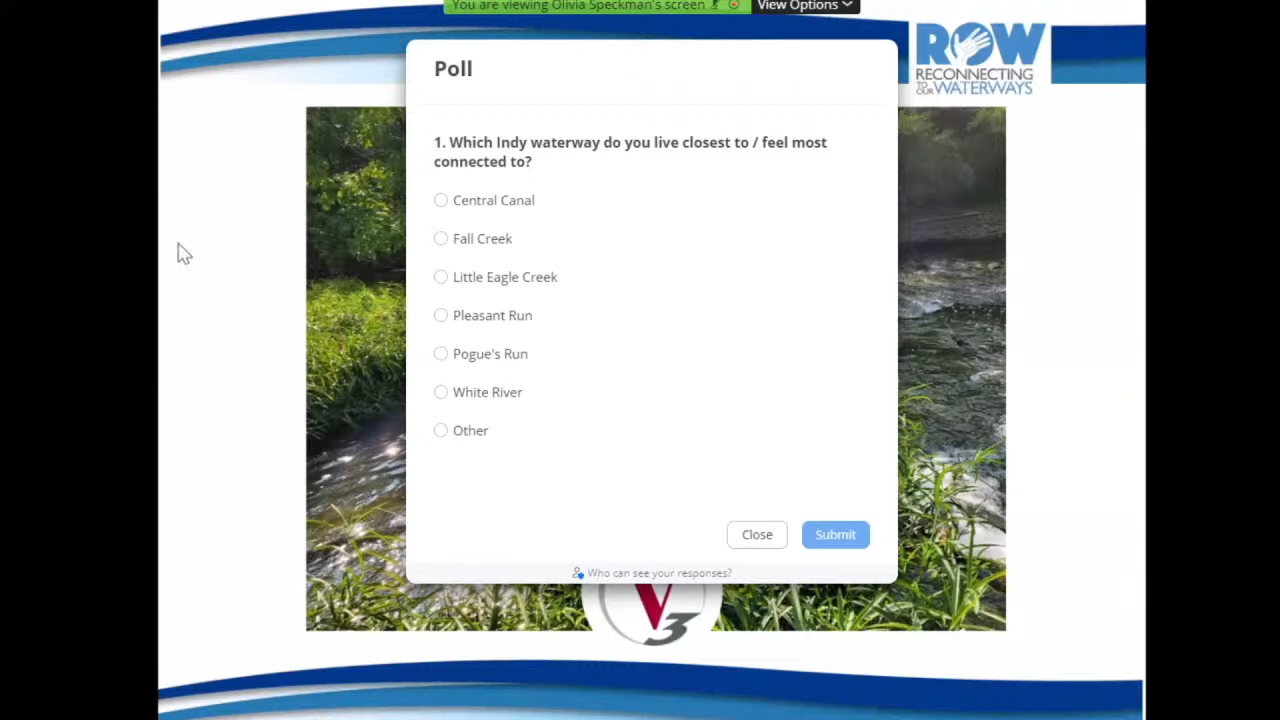 You are viewing Olivia Speckman's screen
View Options
ROW
RECONNECTING
TO OUR WATERWAYS
Poll
1. Which Indy waterway do you live closest to / feel most
connected to?
Central Canal
Fall Creek
Little Eagle Creek
Pleasant Run
Pogue's Run
White River
Other
Close
Submit
Who can see your responses?
V3